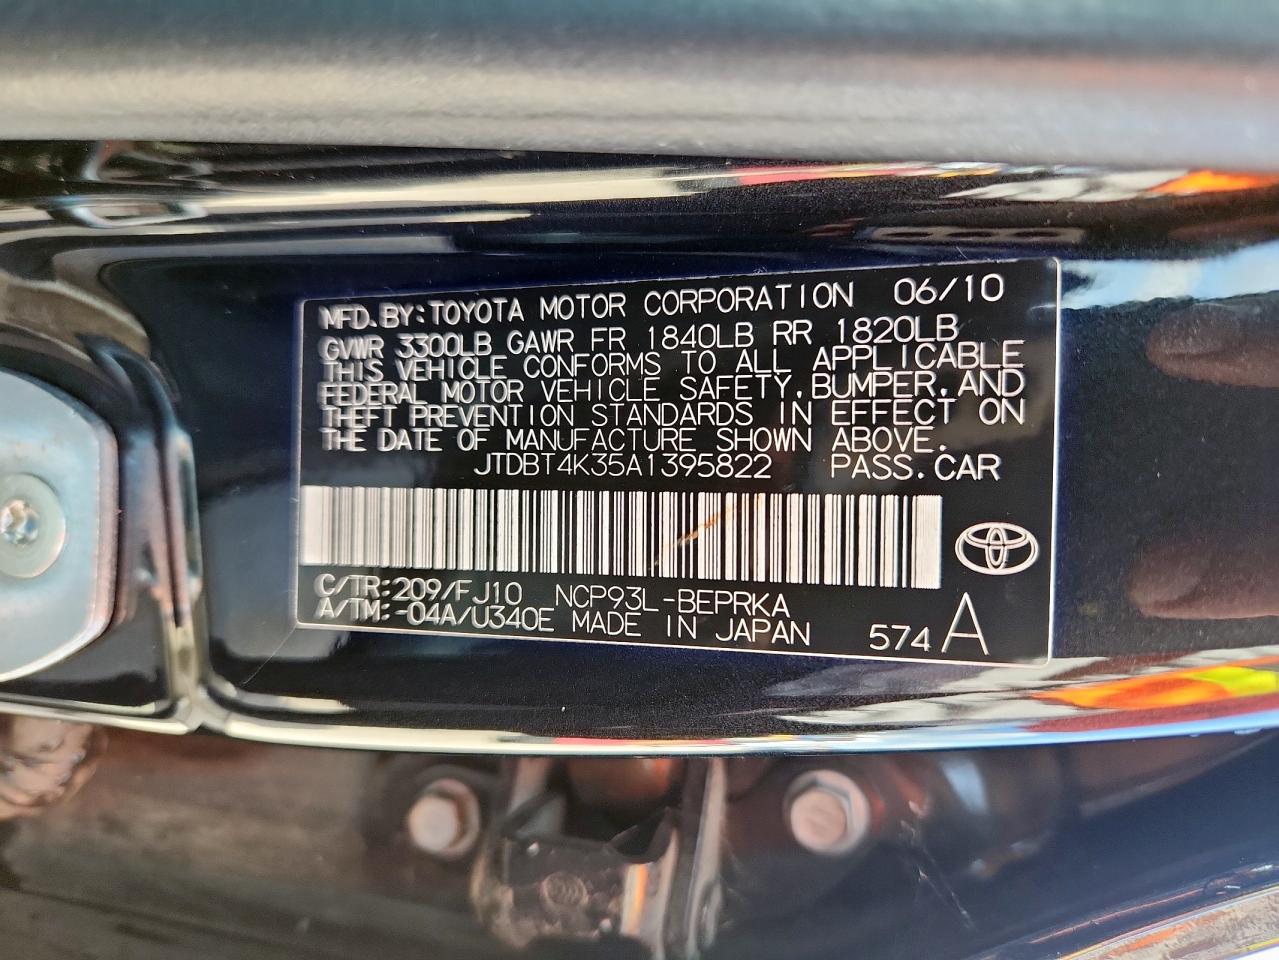 MFD.BY:TOYOTA MOTOR CORPORATION 06/10
GVWR 3300LB GAWR FR 1840LB RR 1820LB
THIS VEHICLE CONFORMS TO ALL APPLICABLE
FEDERAL MOTOR VEHICLE SAFETY,BUMPER,AND
THEFT PREVENTION STANDARDS IN EFFECT ON
THE DATE OF MANUFACTURE SHOWN ABOVE.
JTDBT4K35A1395822 PASS.CAR
C/TR:209/FJ10 NCP93L-BEPRKA
A/TM:-04A/U340E MADE IN JAPAN 574 A